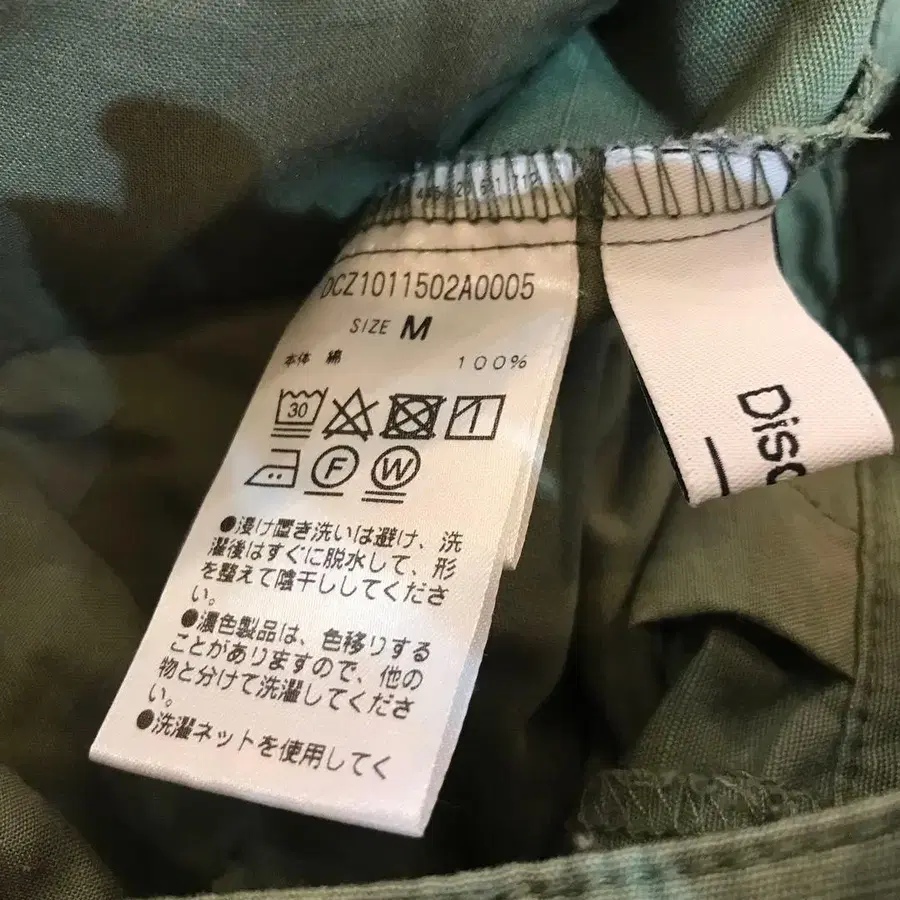 DCZ1011502A0005
SIZE M
本体 綿 100%
30
F W
●浸け置き洗いは避け、洗
濯後はすぐに脱水して、形
を整えて陰干ししてくださ
い。
●濃色製品は、色移りする
ことがありますので、他の
物と分けて洗濯してくださ
い。
●洗濯ネットを使用してく
Disc